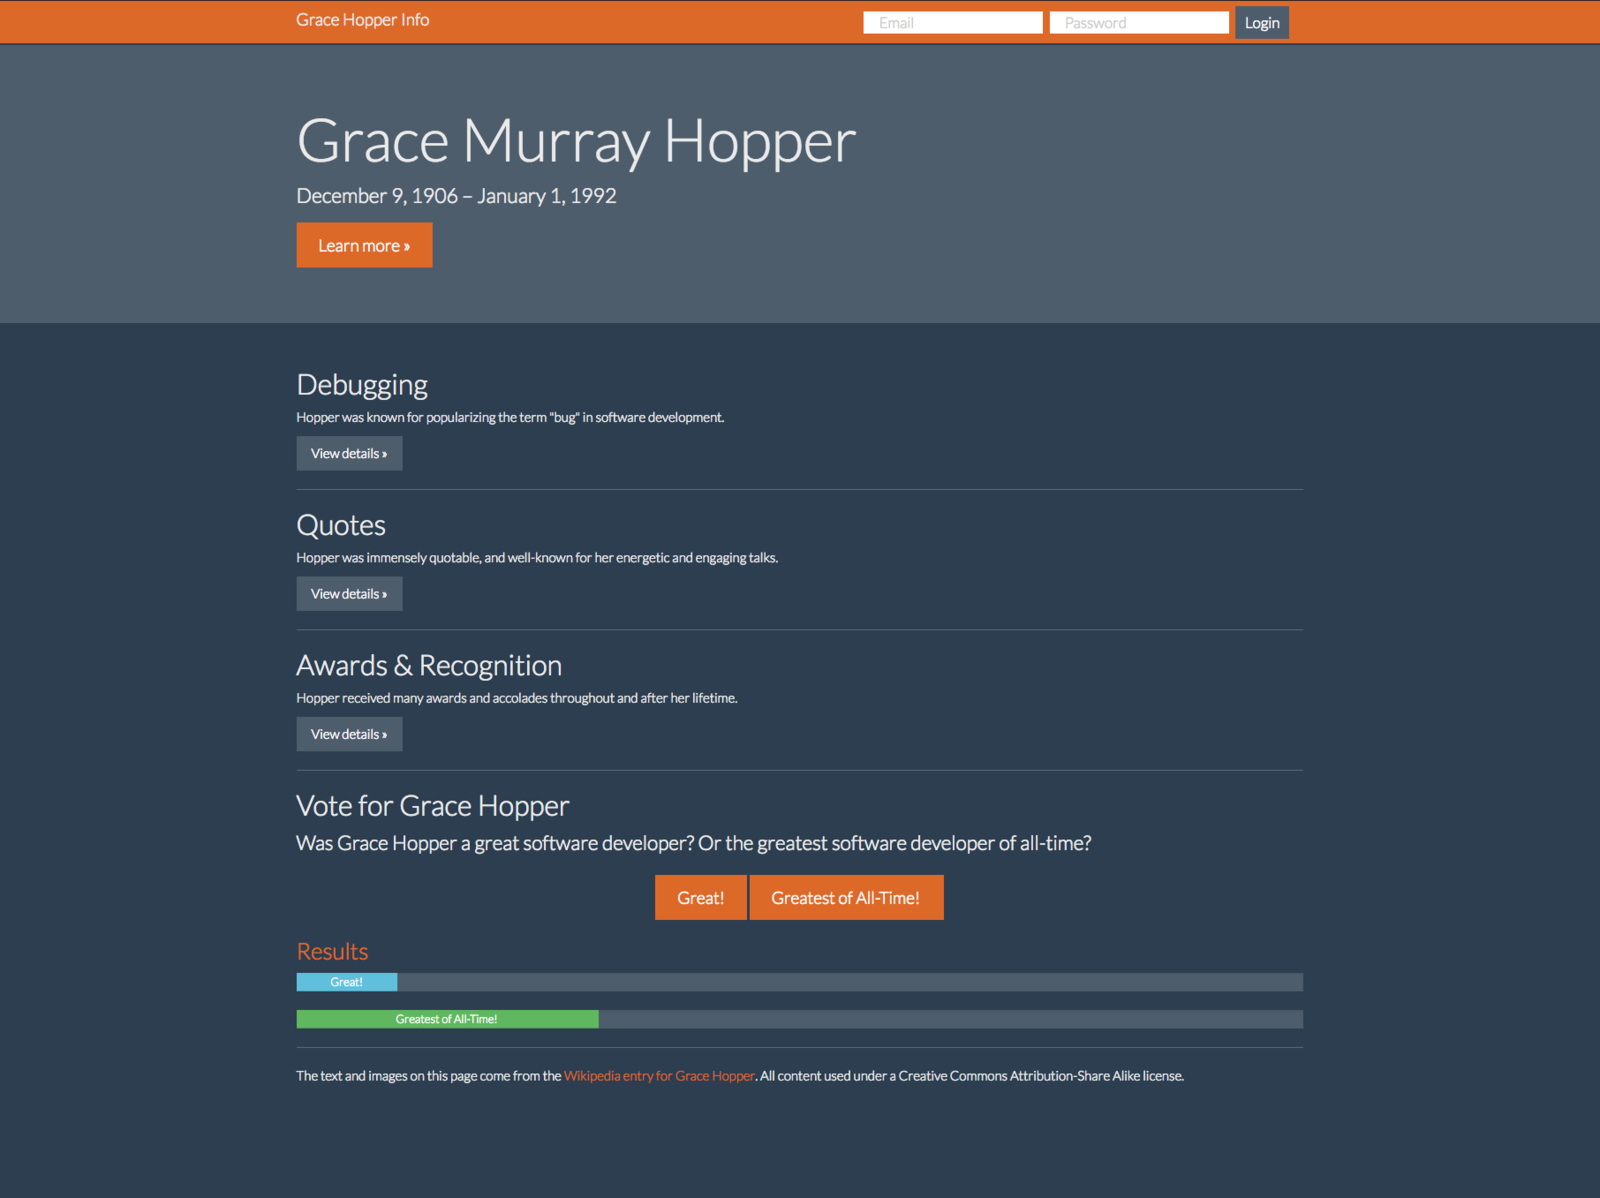 Grace Hopper Info
Email
Password
Login
Grace Murray Hopper
December 9, 1906 – January 1, 1992
Learn more »
Debugging
Hopper was known for popularizing the term "bug" in software development.
View details »
Quotes
Hopper was immensely quotable, and well-known for her energetic and engaging talks.
View details »
Awards & Recognition
Hopper received many awards and accolades throughout and after her lifetime.
View details »
Vote for Grace Hopper
Was Grace Hopper a great software developer? Or the greatest software developer of all-time?
Great!
Greatest of All-Time!
Results
Great!
Greatest of All-Time!
The text and images on this page come from the Wikipedia entry for Grace Hopper. All content used under a Creative Commons Attribution-Share Alike license.